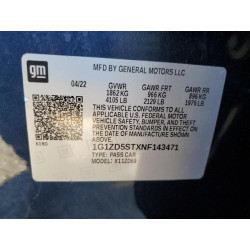 gm
MFD BY GENERAL MOTORS LLC
04/22
GVWR GAWR FRT GAWR RR
1862 KG 966 KG 896 KG
4105 LB 2129 LB 1976 LB
THIS VEHICLE CONFORMS TO ALL
APPLICABLE U.S. FEDERAL MOTOR
VEHICLE SAFETY, BUMPER, AND THEFT
PREVENTION STANDARDS IN EFFECT
ON THE DATE OF MANUFACTURE
SHOWN ABOVE.
1G1ZD5STXNF143471
TYPE: PASS CAR
MODEL: